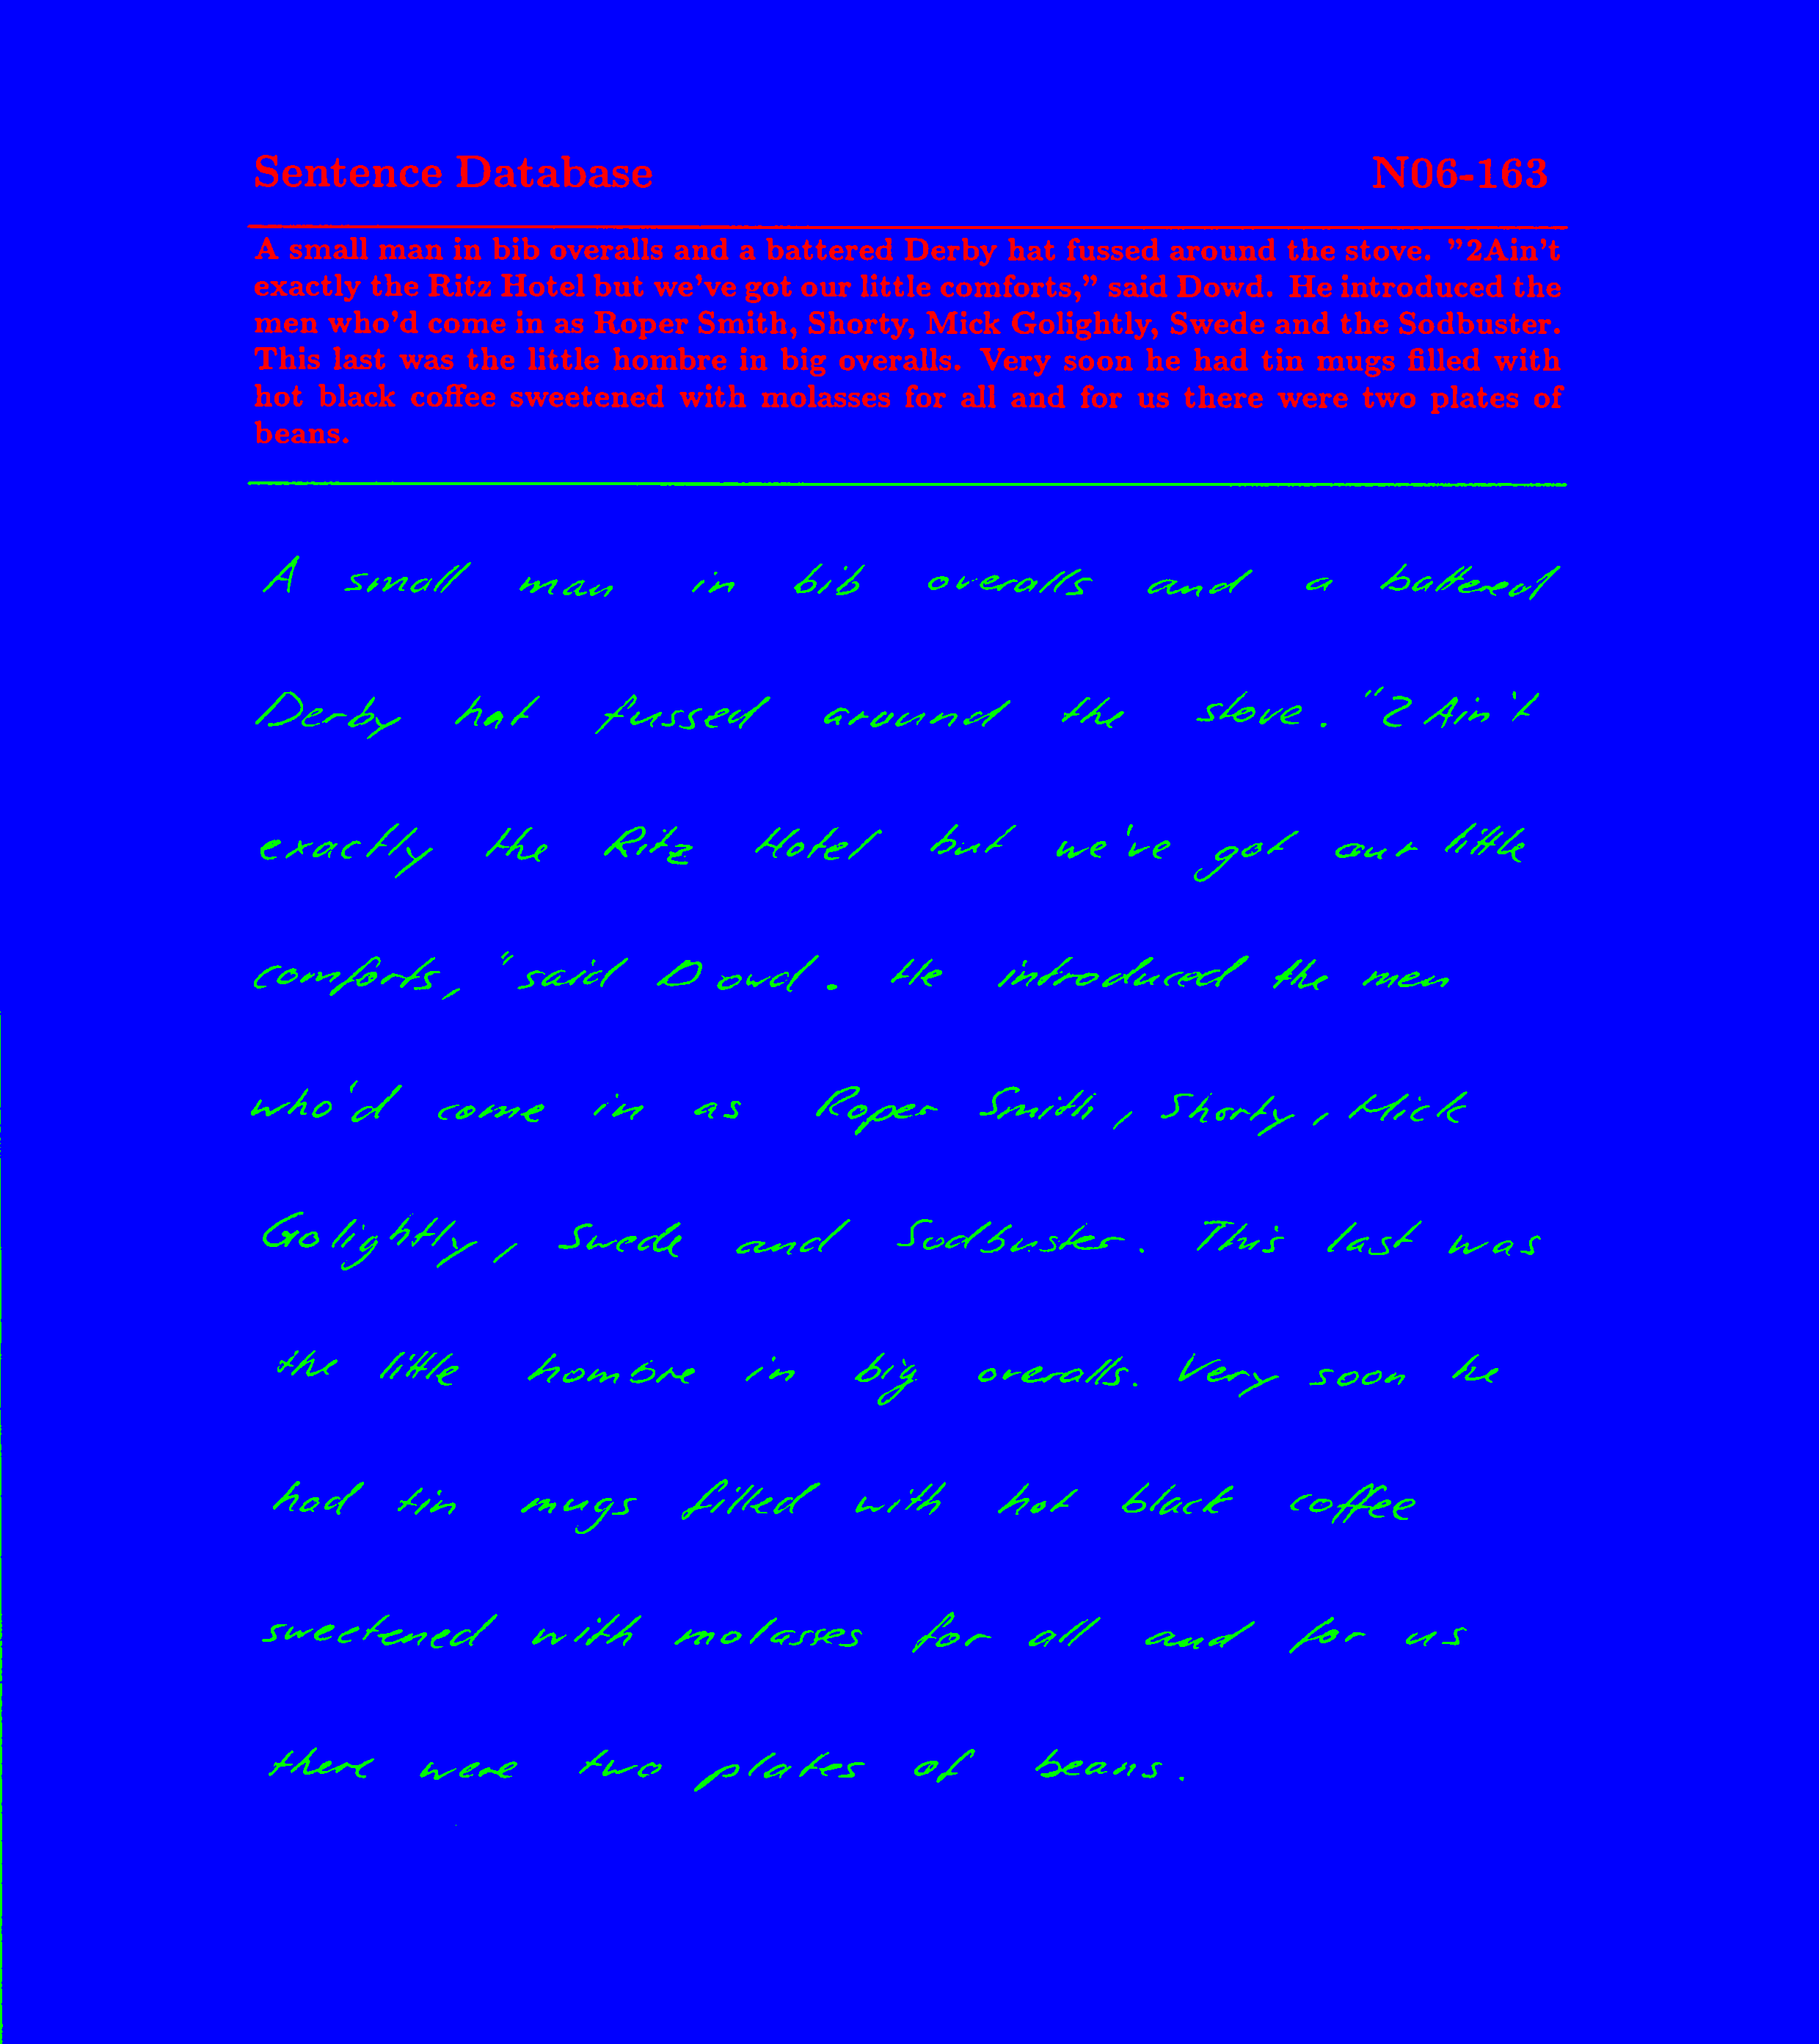 Sentence Database N06-163
A small man in bib overalls and a battered Derby hat fussed around the stove. "2Ain't
exactly the Ritz Hotel but we've got our little comforts," said Dowd. He introduced the
men who'd come in as Roper Smith, Shorty, Mick Golightly, Swede and the Sodbuster.
This last was the little hombre in big overalls. Very soon he had tin mugs filled with
hot black coffee sweetened with molasses for all and for us there were two plates of
beans.
A small man in bib overalls and a battered
Derby hat fussed around the stove. "2 Ain't
exactly the Ritz Hotel but we've got our little
comforts," said Dowd. He introduced the men
who'd come in as Roper Smith, Shorty, Mick
Golightly, Swede and Sodbuster. This last was
the little hombre in big overalls. Very soon he
had tin mugs filled with hot black coffee
sweetened with molasses for all and for us
there were two plates of beans.